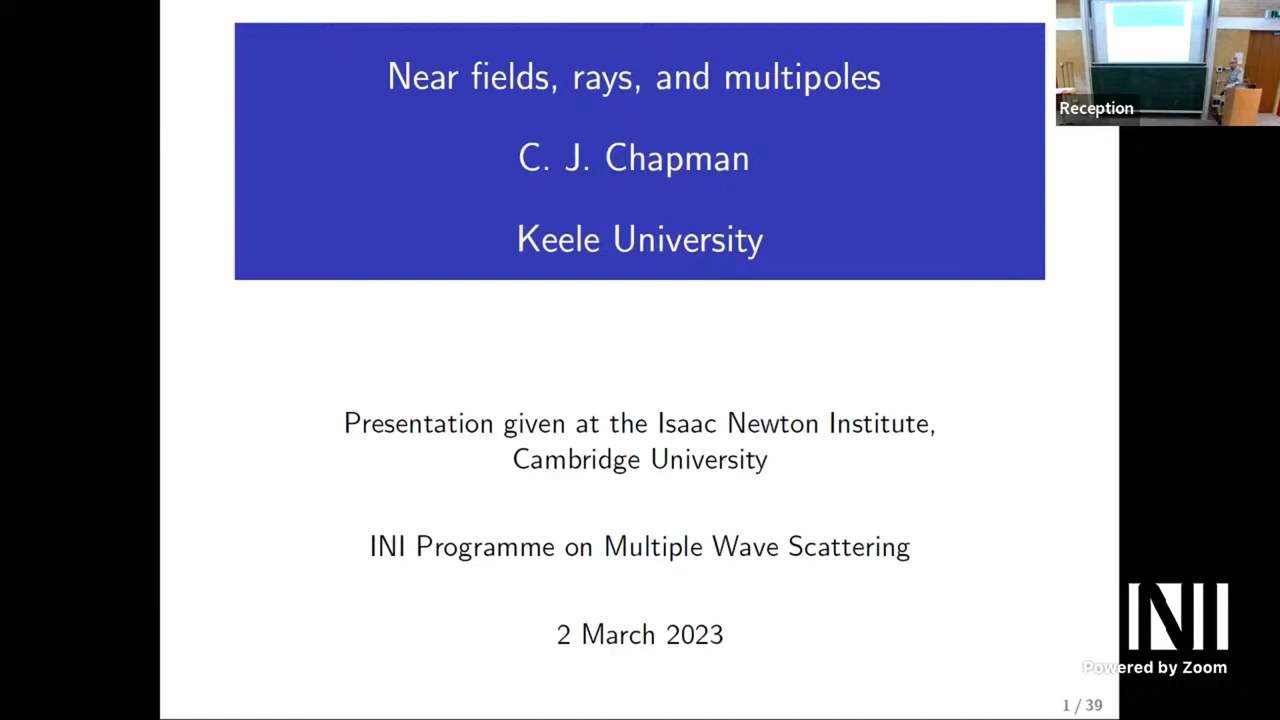 Near fields, rays, and multipoles
C. J. Chapman
Keele University
Reception
Presentation given at the Isaac Newton Institute,
Cambridge University
INI Programme on Multiple Wave Scattering
2 March 2023
INI
Powered by Zoom
1 / 39